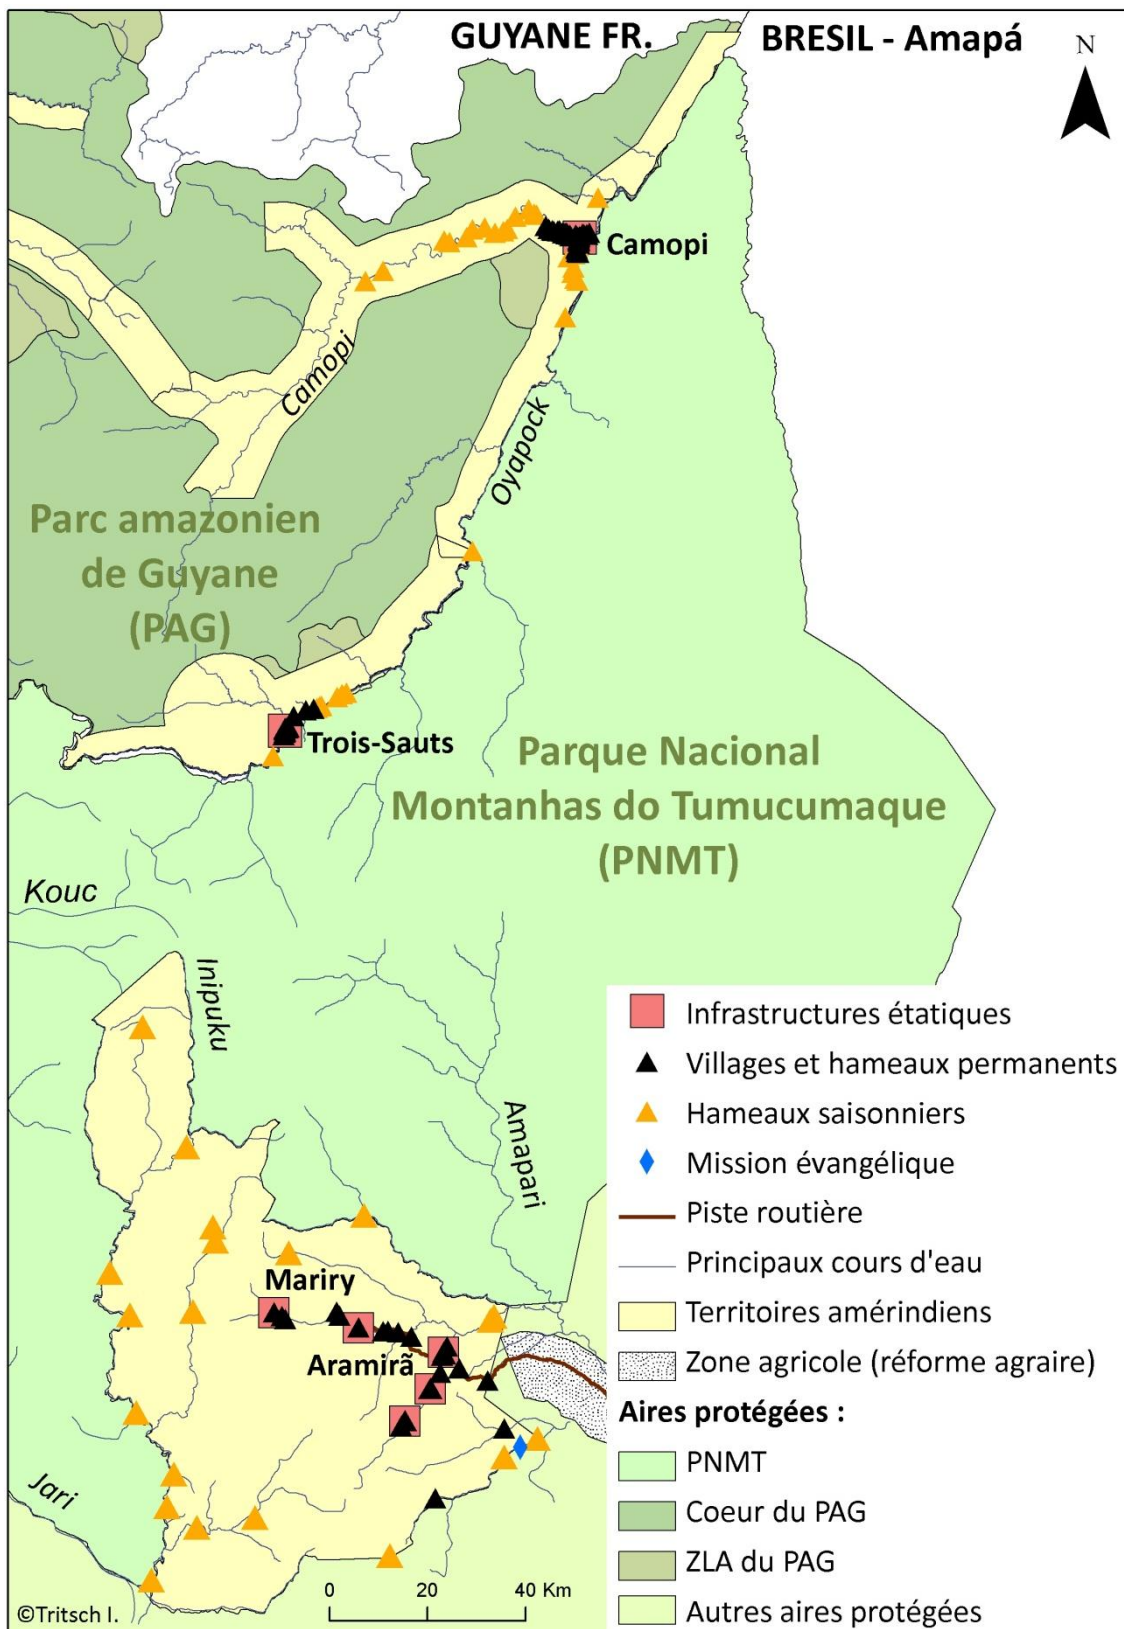 GUYANE FR.
BRESIL - Amapá
N
Camopi
Camopi
Oyapock
Parc amazonien
de Guyane
(PAG)
Trois-Sauts
Parque Nacional
Montanhas do Tumucumaque
(PNMT)
Kouc
Inipuku
Amapari
Mariry
Aramirã
Jari
Infrastructures étatiques
Villages et hameaux permanents
Hameaux saisonniers
Mission évangélique
Piste routière
Principaux cours d'eau
Territoires amérindiens
Zone agricole (réforme agraire)
Aires protégées :
PNMT
Coeur du PAG
ZLA du PAG
Autres aires protégées
0 20 40 Km
©Tritsch I.